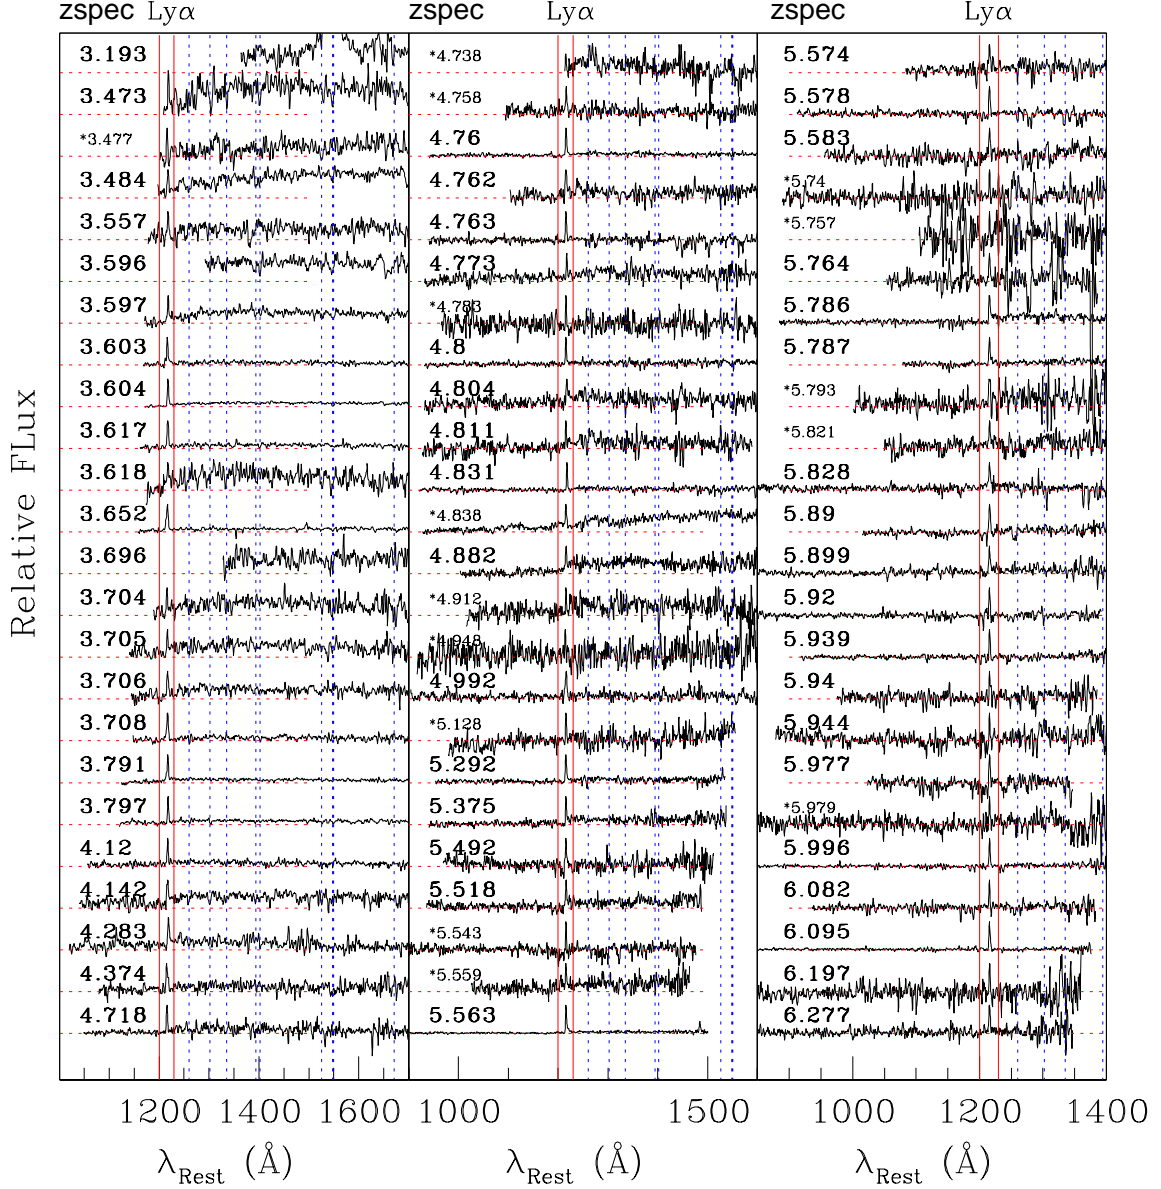 zspec Lyα zspec Lyα zspec Lyα
3.193 *4.738 5.574
3.473 *4.758 5.578
*3.477 4.76 5.583
3.484 4.762 *5.74
3.557 4.763 *5.757
3.596 4.773 5.764
3.597 *4.783 5.786
3.603 4.8 5.787
3.604 4.804 *5.793
3.617 4.811 *5.821
3.618 4.831 5.828
3.652 *4.838 5.89
3.696 4.882 5.899
3.704 *4.912 5.92
3.705 *4.948 5.939
3.706 4.992 5.94
3.708 *5.128 5.944
3.791 5.292 5.977
3.797 5.375 *5.979
4.12 5.492 5.996
4.142 5.518 6.082
4.283 *5.543 6.095
4.374 *5.559 6.197
4.718 5.563 6.277
Relative FLux
1200 1400 1600 1000 1500 1000 1200 1400
λRest (Å) λRest (Å) λRest (Å)